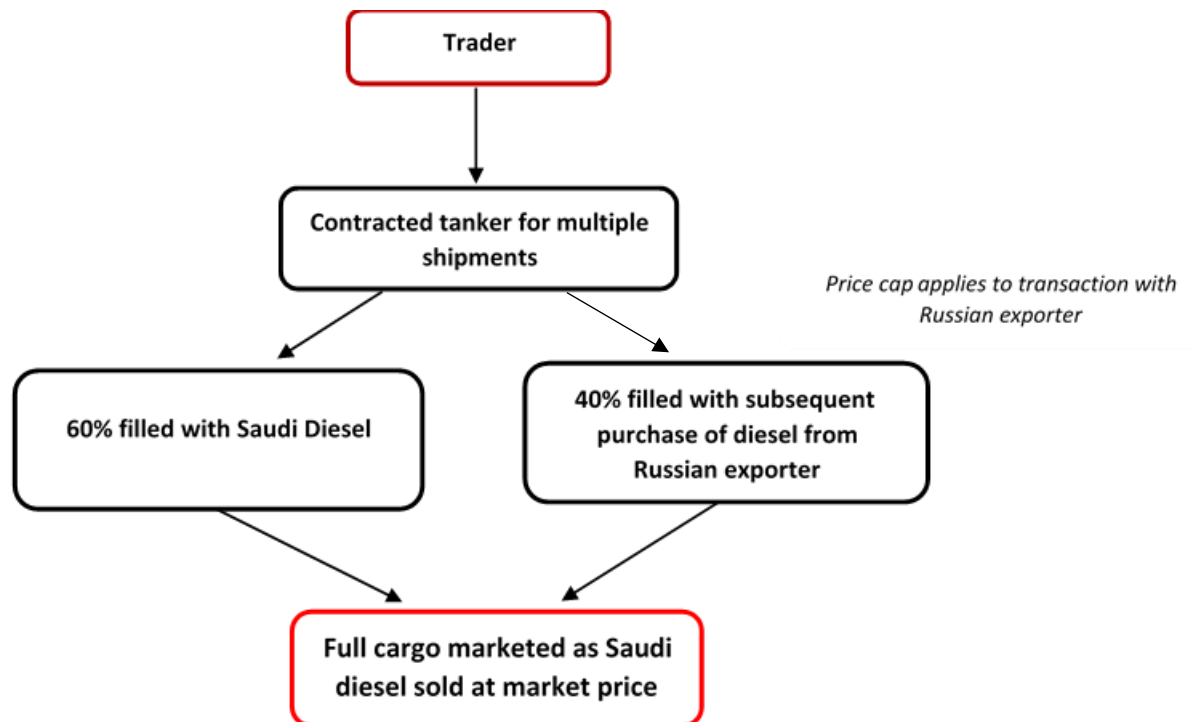 Trader
Contracted tanker for multiple
shipments
Price cap applies to transaction with
Russian exporter
60% filled with Saudi Diesel
40% filled with subsequent
purchase of diesel from
Russian exporter
Full cargo marketed as Saudi
diesel sold at market price